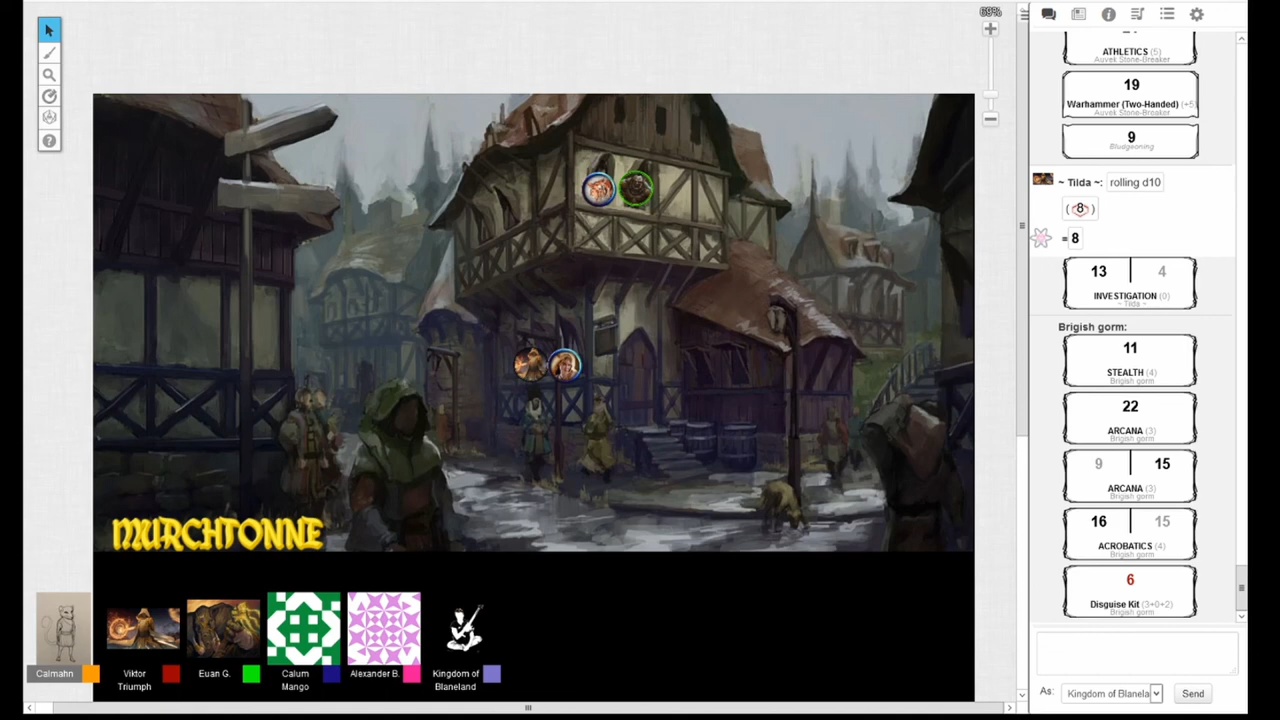 69%
ATHLETICS (5)
Auvek Stone-Breaker
19
Warhammer (Two-Handed) (+5
Auvek Stone-Breaker
9
Bludgeoning
~ Tilda ~: rolling d10
(8)
=8
13 4
INVESTIGATION (0)
~ Tilda ~
Brigish gorm:
11
STEALTH (4)
Brigish gorm
22
ARCANA (3)
Brigish gorm
9 15
ARCANA (3)
Brigish gorm
16 15
ACROBATICS (4)
Brigish gorm
6
Disguise Kit (3+0+2)
Brigish gorm
MURCHTONNE
Calmahn
Viktor Triumph
Euan G.
Calum Mango
Alexander B.
Kingdom of Blaneland
As: Kingdom of Blanela
Send